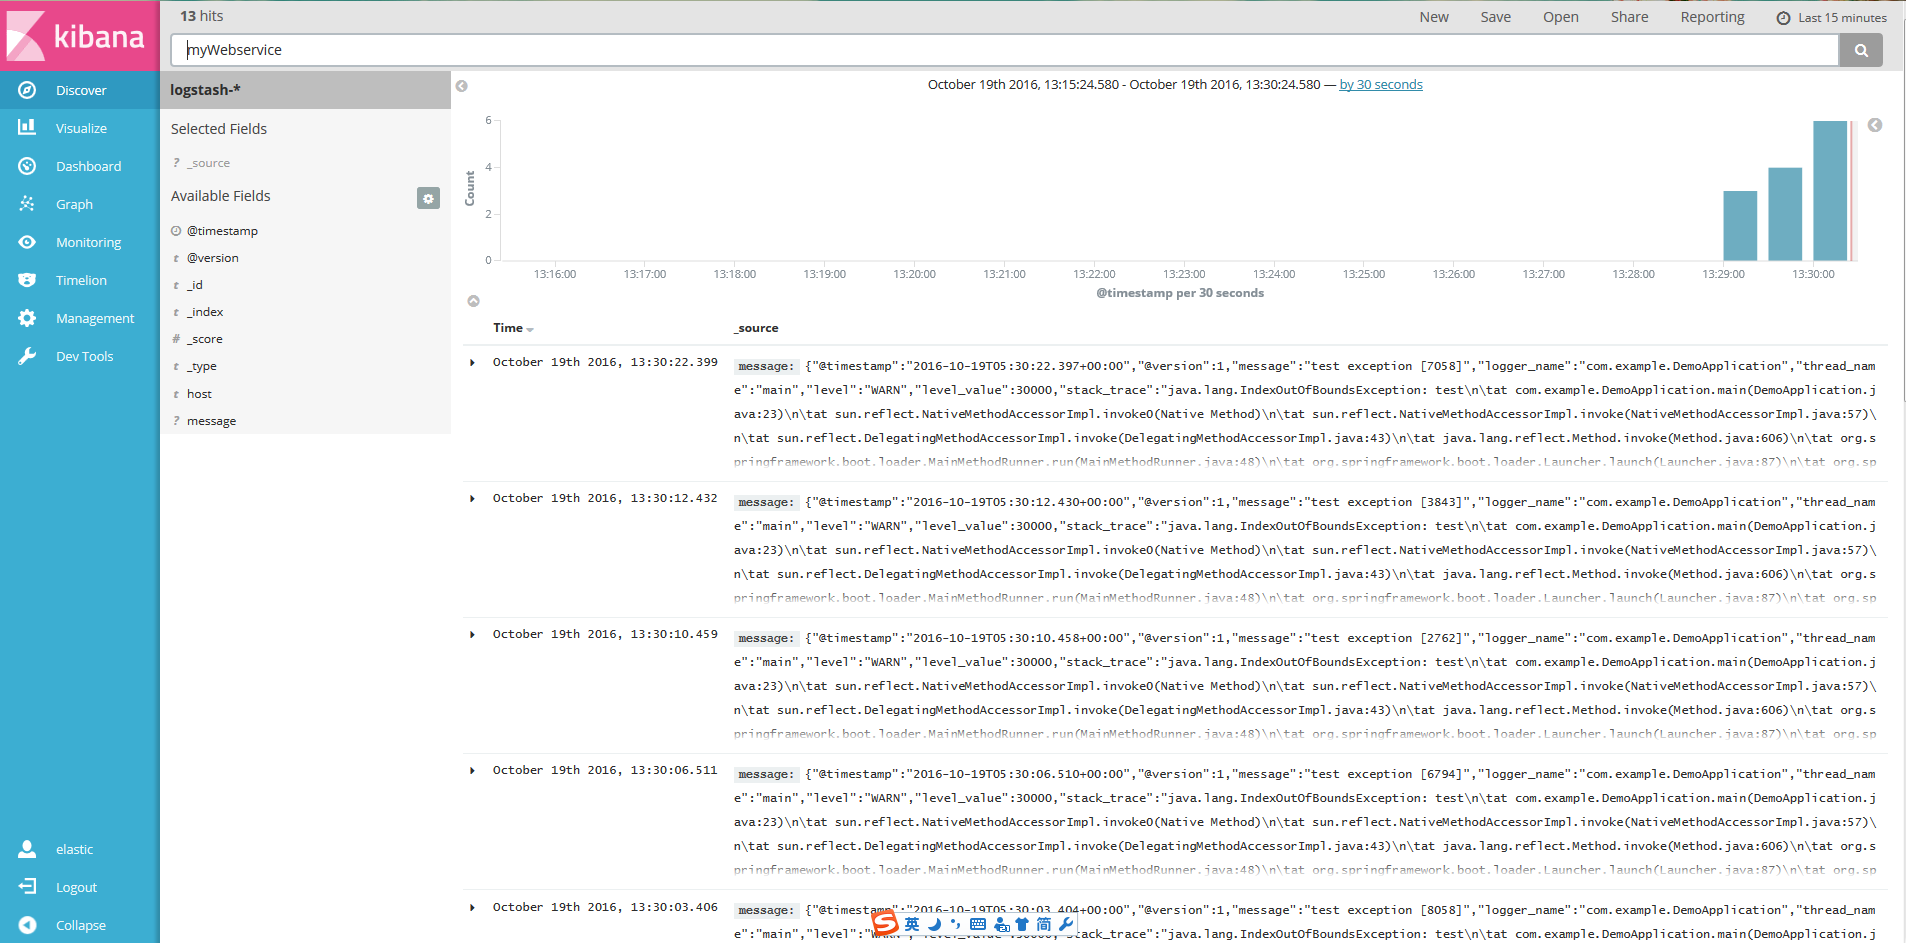 kibana
Discover
Visualize
Dashboard
Graph
Monitoring
Timelion
Management
Dev Tools
elastic
Logout
Collapse
13 hits
New Save Open Share Reporting Last 15 minutes
myWebservice
logstash-*
Selected Fields
? _source
Available Fields
@timestamp
t @version
t _id
t _index
# _score
t _type
t host
? message
October 19th 2016, 13:15:24.580 - October 19th 2016, 13:30:24.580 — by 30 seconds
Count
6
4
2
0
13:16:00 13:17:00 13:18:00 13:19:00 13:20:00 13:21:00 13:22:00 13:23:00 13:24:00 13:25:00 13:26:00 13:27:00 13:28:00 13:29:00 13:30:00
@timestamp per 30 seconds
Time _source
October 19th 2016, 13:30:22.399 message: {"@timestamp":"2016-10-19T05:30:22.397+00:00","@version":1,"message":"test exception [7058]","logger_name":"com.example.DemoApplication","thread_nam
e":"main","level":"WARN","level_value":30000,"stack_trace":"java.lang.IndexOutOfBoundsException: test\n\tat com.example.DemoApplication.main(DemoApplication.j
ava:23)\n\tat sun.reflect.NativeMethodAccessorImpl.invoke0(Native Method)\n\tat sun.reflect.NativeMethodAccessorImpl.invoke(NativeMethodAccessorImpl.java:57)\
n\tat sun.reflect.DelegatingMethodAccessorImpl.invoke(DelegatingMethodAccessorImpl.java:43)\n\tat java.lang.reflect.Method.invoke(Method.java:606)\n\tat org.s
pringframework.boot.loader.MainMethodRunner.run(MainMethodRunner.java:48)\n\tat org.springframework.boot.loader.Launcher.launch(Launcher.java:87)\n\tat org.sp
October 19th 2016, 13:30:12.432 message: {"@timestamp":"2016-10-19T05:30:12.430+00:00","@version":1,"message":"test exception [3843]","logger_name":"com.example.DemoApplication","thread_nam
e":"main","level":"WARN","level_value":30000,"stack_trace":"java.lang.IndexOutOfBoundsException: test\n\tat com.example.DemoApplication.main(DemoApplication.j
ava:23)\n\tat sun.reflect.NativeMethodAccessorImpl.invoke0(Native Method)\n\tat sun.reflect.NativeMethodAccessorImpl.invoke(NativeMethodAccessorImpl.java:57)\
n\tat sun.reflect.DelegatingMethodAccessorImpl.invoke(DelegatingMethodAccessorImpl.java:43)\n\tat java.lang.reflect.Method.invoke(Method.java:606)\n\tat org.s
pringframework.boot.loader.MainMethodRunner.run(MainMethodRunner.java:48)\n\tat org.springframework.boot.loader.Launcher.launch(Launcher.java:87)\n\tat org.sp
October 19th 2016, 13:30:10.459 message: {"@timestamp":"2016-10-19T05:30:10.458+00:00","@version":1,"message":"test exception [2762]","logger_name":"com.example.DemoApplication","thread_nam
e":"main","level":"WARN","level_value":30000,"stack_trace":"java.lang.IndexOutOfBoundsException: test\n\tat com.example.DemoApplication.main(DemoApplication.j
ava:23)\n\tat sun.reflect.NativeMethodAccessorImpl.invoke0(Native Method)\n\tat sun.reflect.NativeMethodAccessorImpl.invoke(NativeMethodAccessorImpl.java:57)\
n\tat sun.reflect.DelegatingMethodAccessorImpl.invoke(DelegatingMethodAccessorImpl.java:43)\n\tat java.lang.reflect.Method.invoke(Method.java:606)\n\tat org.s
pringframework.boot.loader.MainMethodRunner.run(MainMethodRunner.java:48)\n\tat org.springframework.boot.loader.Launcher.launch(Launcher.java:87)\n\tat org.sp
October 19th 2016, 13:30:06.511 message: {"@timestamp":"2016-10-19T05:30:06.510+00:00","@version":1,"message":"test exception [6794]","logger_name":"com.example.DemoApplication","thread_nam
e":"main","level":"WARN","level_value":30000,"stack_trace":"java.lang.IndexOutOfBoundsException: test\n\tat com.example.DemoApplication.main(DemoApplication.j
ava:23)\n\tat sun.reflect.NativeMethodAccessorImpl.invoke0(Native Method)\n\tat sun.reflect.NativeMethodAccessorImpl.invoke(NativeMethodAccessorImpl.java:57)\
n\tat sun.reflect.DelegatingMethodAccessorImpl.invoke(DelegatingMethodAccessorImpl.java:43)\n\tat java.lang.reflect.Method.invoke(Method.java:606)\n\tat org.s
pringframework.boot.loader.MainMethodRunner.run(MainMethodRunner.java:48)\n\tat org.springframework.boot.loader.Launcher.launch(Launcher.java:87)\n\tat org.sp
October 19th 2016, 13:30:03.406 message: {"@timestamp":"2016-10-19T05:30:03.404+00:00","@version":1,"message":"test exception [8058]","logger_name":"com.example.DemoApplication","thread_nam
英 简
e":"main","level":"WARN","level_value":30000,"stack_trace":"java.lang.IndexOutOfBoundsException: test\n\tat com.example.DemoApplication.main(DemoApplication.j